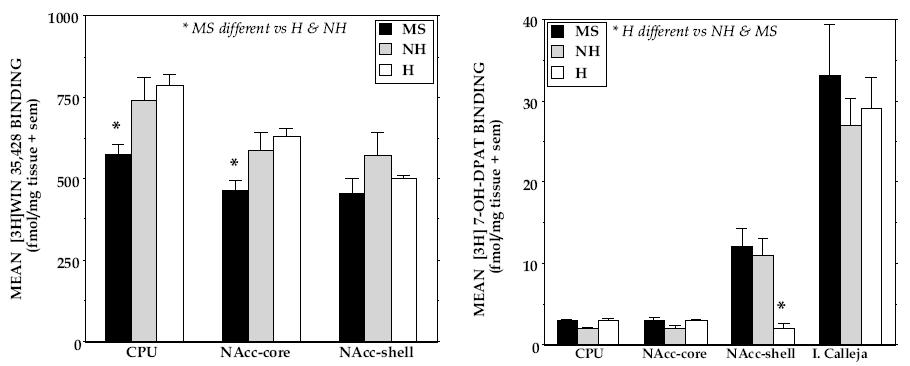 * MS different vs H & NH
MS
NH
H
1000
750
500
250
0
MEAN [3H]WIN 35,428 BINDING
(fmol/mg tissue + sem)
*
*
CPU
NAcc-core
NAcc-shell
* H different vs NH & MS
MS
NH
H
40
30
20
10
0
MEAN [3H] 7-OH-DPAT BINDING
(fmol/mg tissue + sem)
*
CPU
NAcc-core
NAcc-shell
I. Calleja